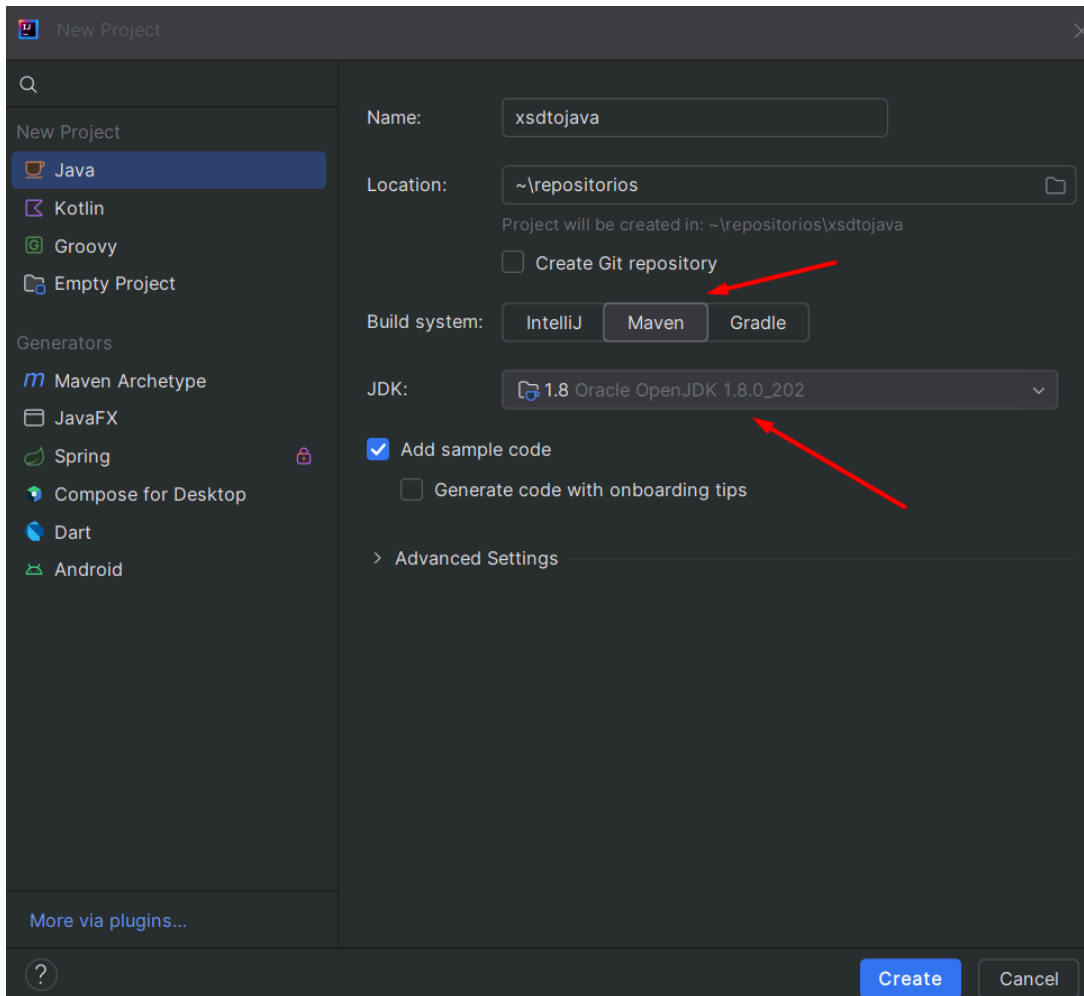 New Project
New Project
Java
Kotlin
Groovy
Empty Project
Generators
Maven Archetype
JavaFX
Spring
Compose for Desktop
Dart
Android
More via plugins...
Name:
xsdtojava
Location:
~\repositorios
Project will be created in: ~\repositorios\xsdtojava
Create Git repository
Build system:
IntelliJ Maven Gradle
JDK:
1.8 Oracle OpenJDK 1.8.0_202
Add sample code
Generate code with onboarding tips
Advanced Settings
?
Create
Cancel